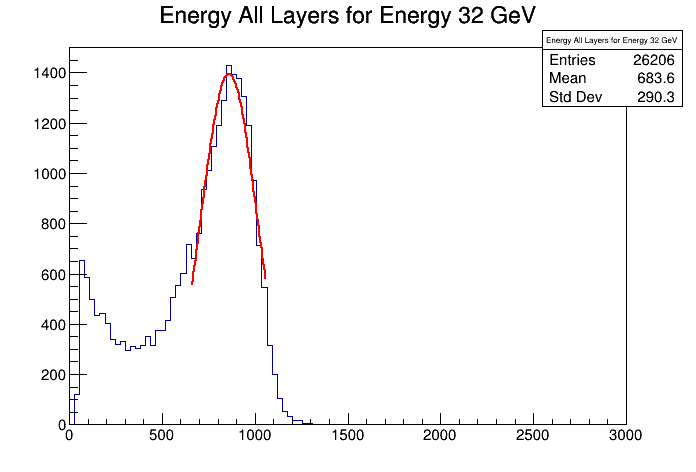 Energy All Layers for Energy 32 GeV
Energy All Layers for Energy 32 GeV
Entries 26206
Mean 683.6
Std Dev 290.3
1400
1200
1000
800
600
400
200
0
0 500 1000 1500 2000 2500 3000